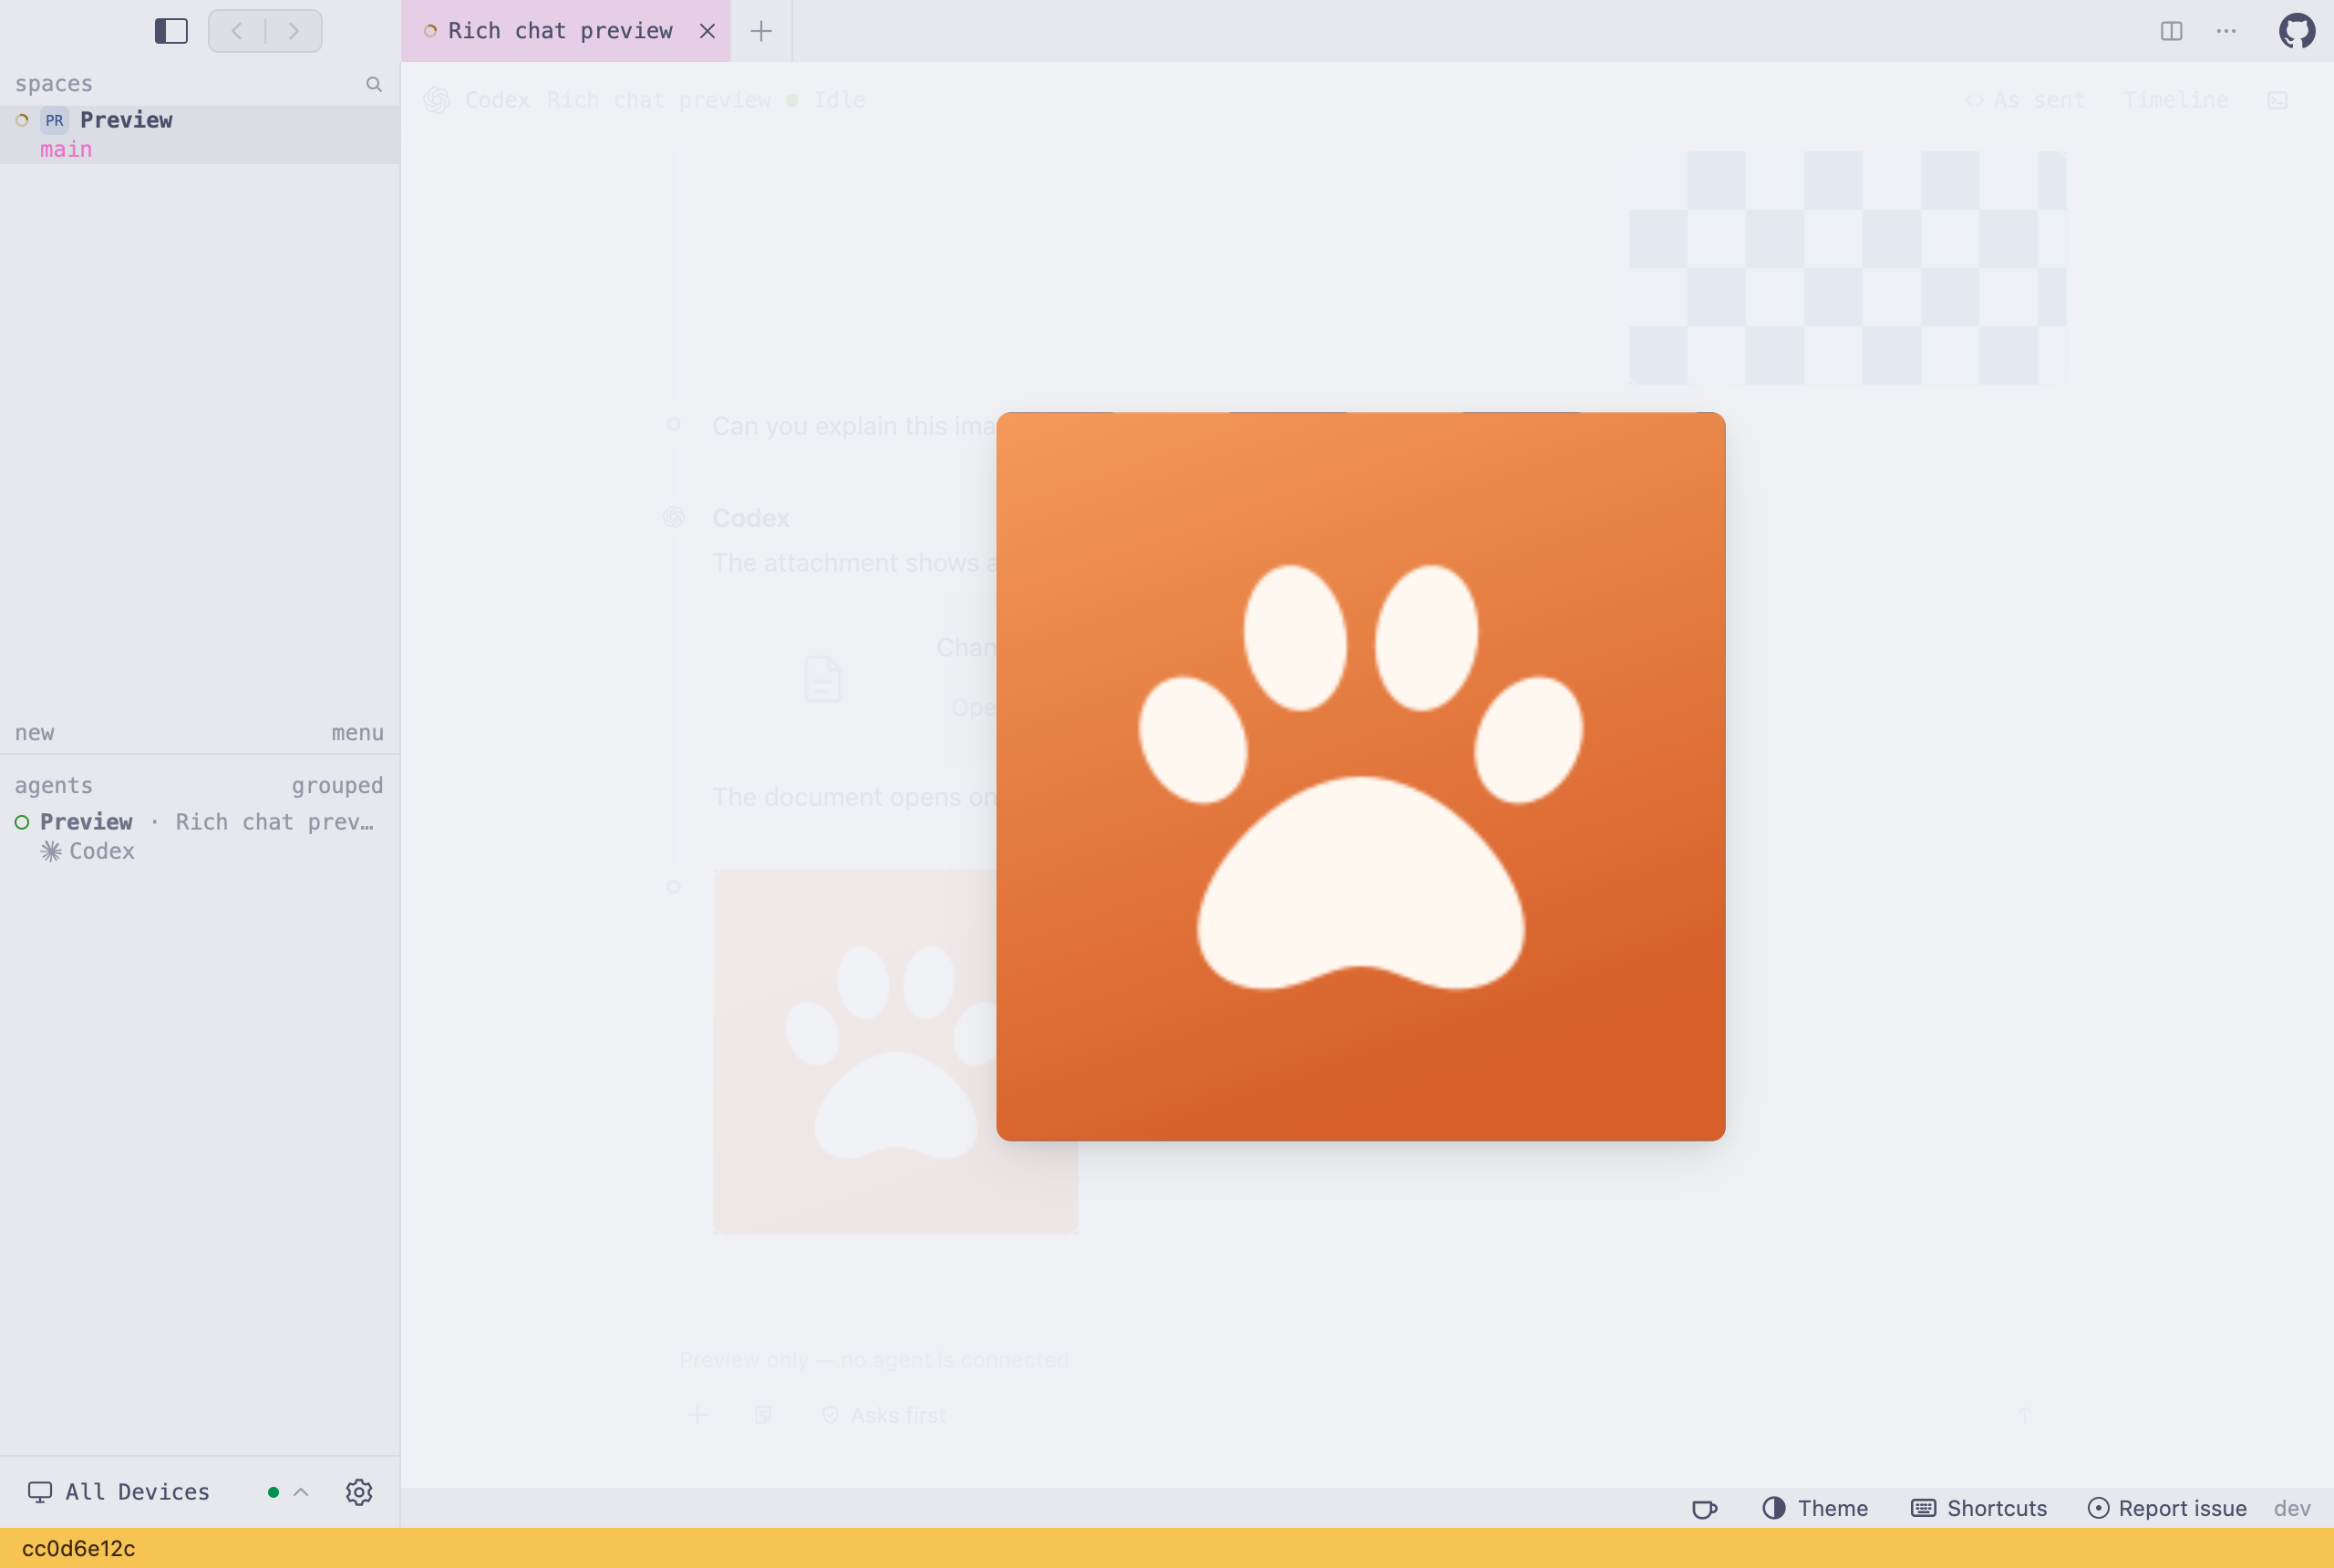 Rich chat preview
spaces
PR Preview
main
Codex Rich chat preview Idle
As sent Timeline
Can you explain this ima
Codex
The attachment shows a
Chan
Ope
The document opens on
new menu
agents grouped
Preview · Rich chat prev…
Codex
Preview only — no agent is connected
Asks first
All Devices
Theme Shortcuts Report issue dev
cc0d6e12c